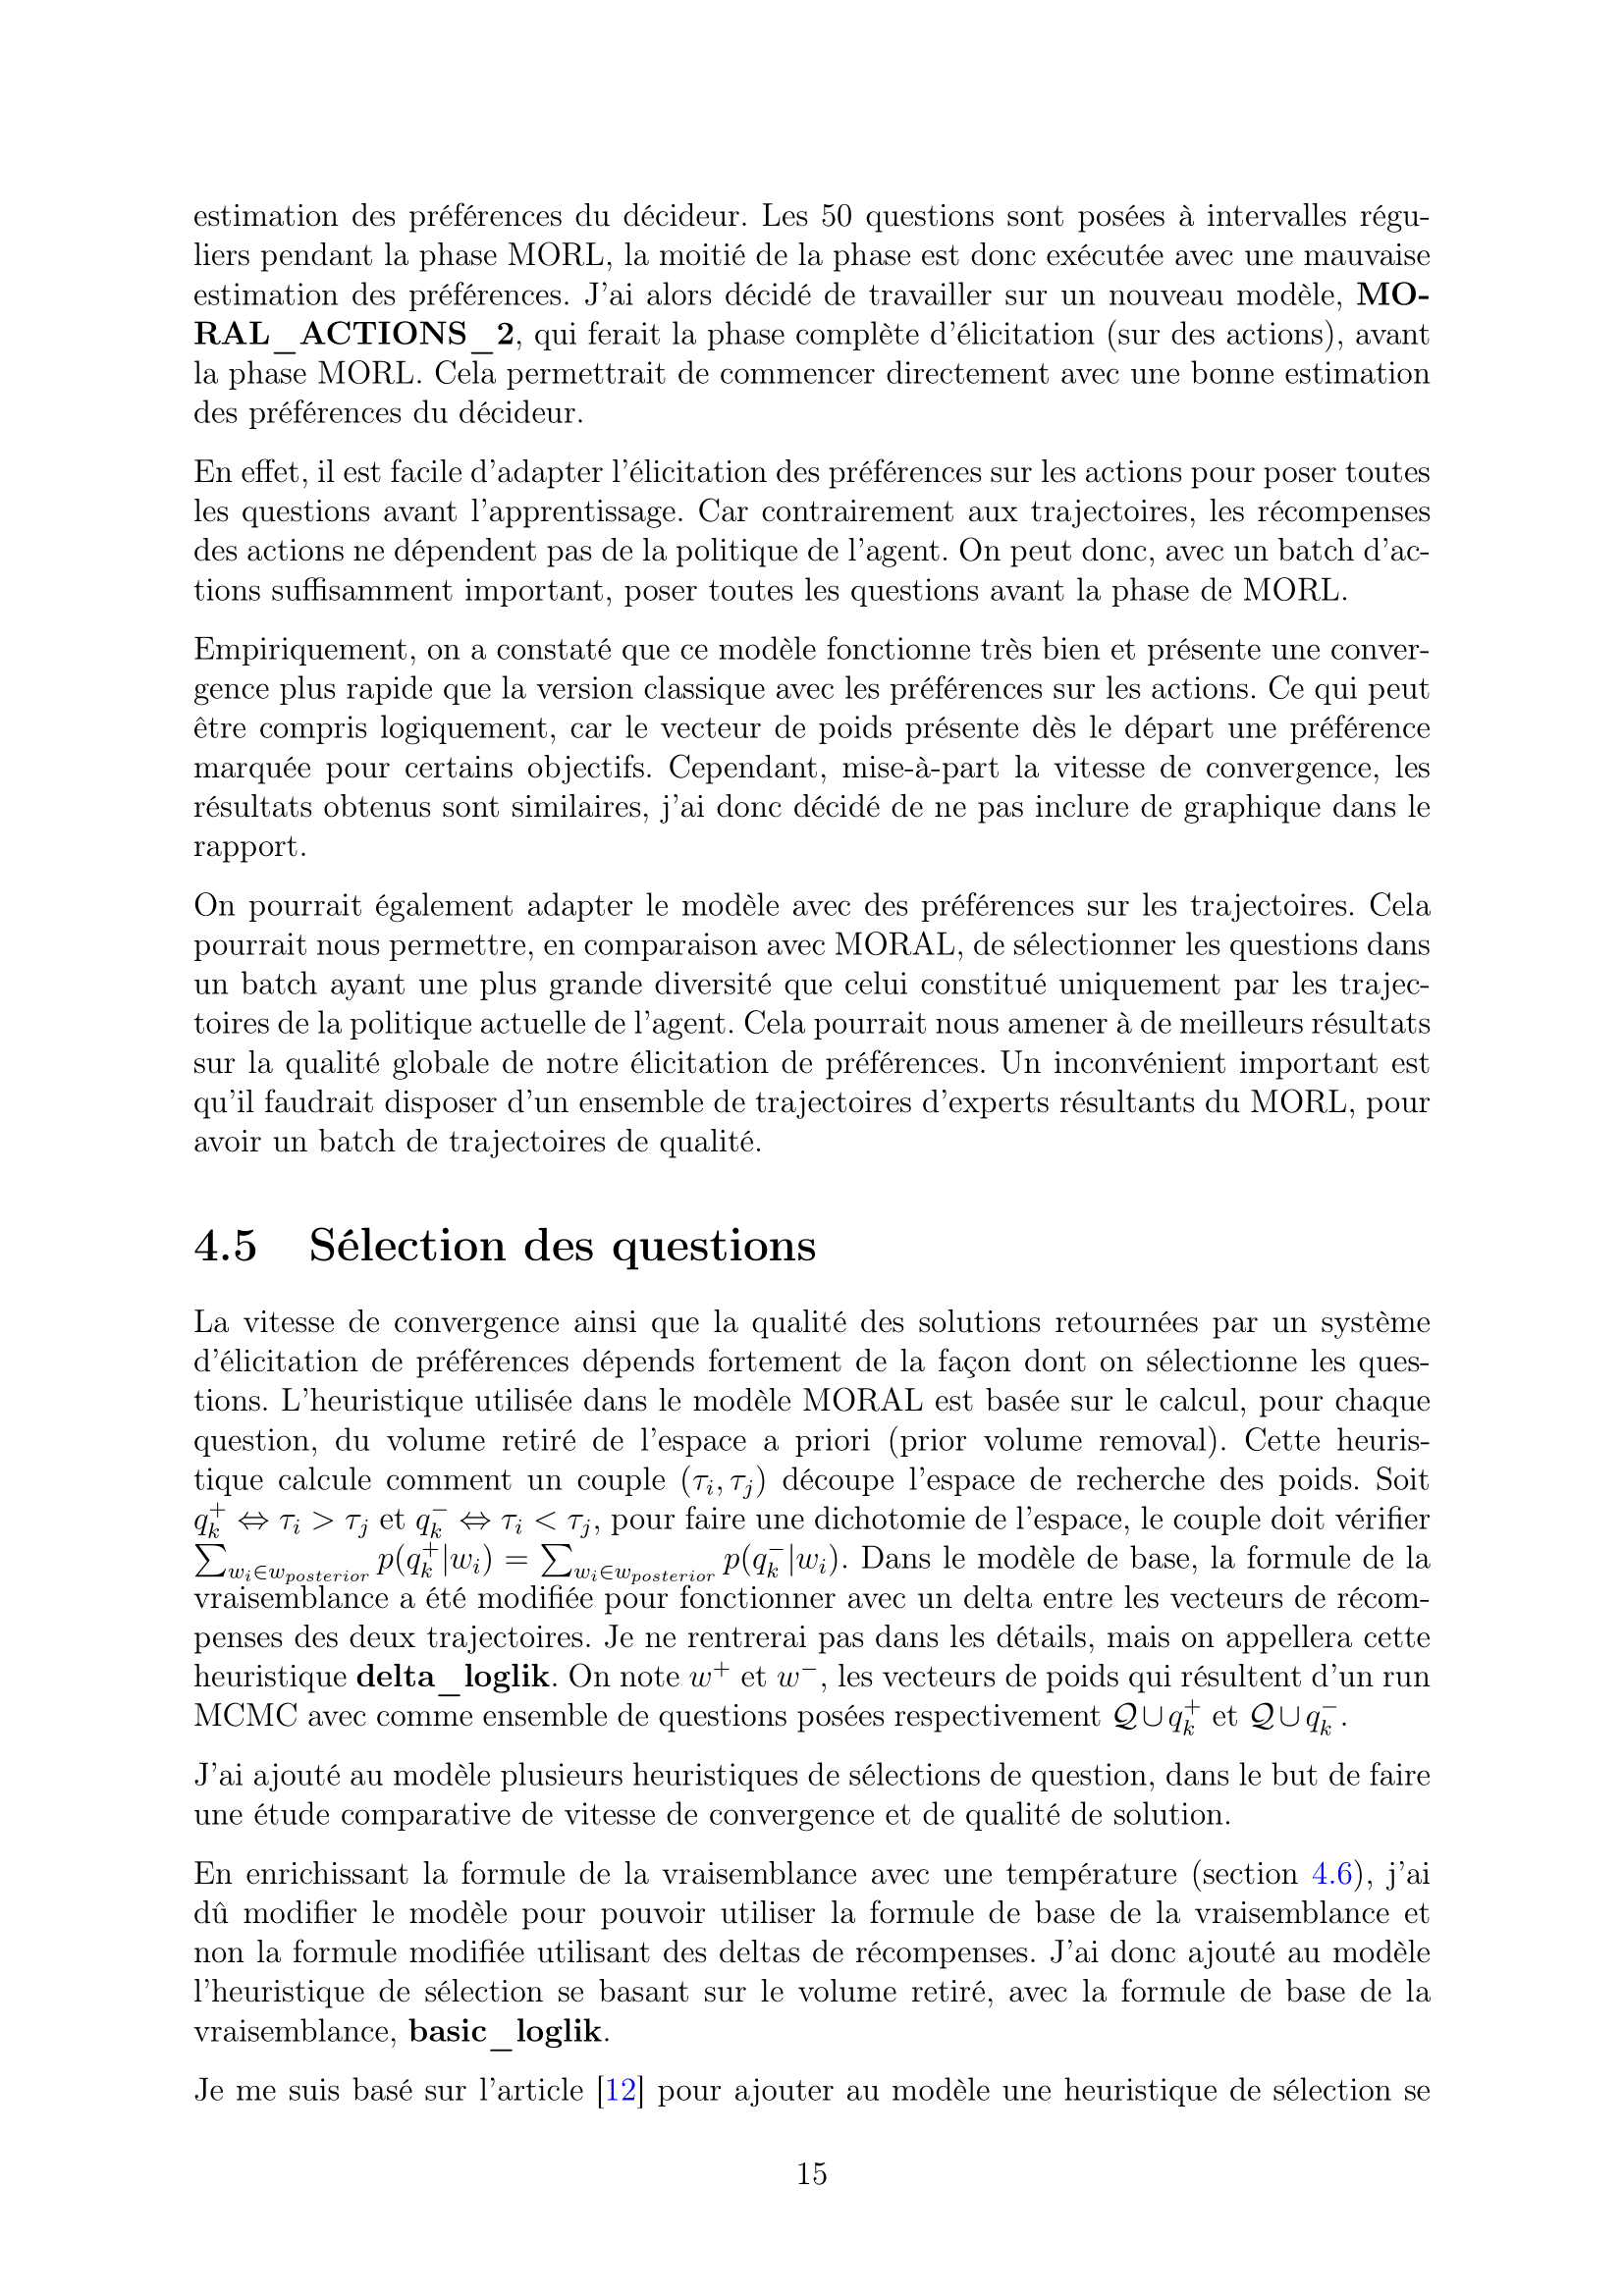 estimation des préférences du décideur. Les 50 questions sont posées à intervalles régu-
liers pendant la phase MORL, la moitié de la phase est donc exécutée avec une mauvaise
estimation des préférences. J'ai alors décidé de travailler sur un nouveau modèle, MO-
RAL_ACTIONS_2, qui ferait la phase complète d'élicitation (sur des actions), avant
la phase MORL. Cela permettrait de commencer directement avec une bonne estimation
des préférences du décideur.
En effet, il est facile d'adapter l'élicitation des préférences sur les actions pour poser toutes
les questions avant l'apprentissage. Car contrairement aux trajectoires, les récompenses
des actions ne dépendent pas de la politique de l'agent. On peut donc, avec un batch d'ac-
tions suffisamment important, poser toutes les questions avant la phase de MORL.
Empiriquement, on a constaté que ce modèle fonctionne très bien et présente une conver-
gence plus rapide que la version classique avec les préférences sur les actions. Ce qui peut
être compris logiquement, car le vecteur de poids présente dès le départ une préférence
marquée pour certains objectifs. Cependant, mise-à-part la vitesse de convergence, les
résultats obtenus sont similaires, j'ai donc décidé de ne pas inclure de graphique dans le
rapport.
On pourrait également adapter le modèle avec des préférences sur les trajectoires. Cela
pourrait nous permettre, en comparaison avec MORAL, de sélectionner les questions dans
un batch ayant une plus grande diversité que celui constitué uniquement par les trajec-
toires de la politique actuelle de l'agent. Cela pourrait nous amener à de meilleurs résultats
sur la qualité globale de notre élicitation de préférences. Un inconvénient important est
qu'il faudrait disposer d'un ensemble de trajectoires d'experts résultants du MORL, pour
avoir un batch de trajectoires de qualité.
4.5 Sélection des questions
La vitesse de convergence ainsi que la qualité des solutions retournées par un système
d'élicitation de préférences dépends fortement de la façon dont on sélectionne les ques-
tions. L'heuristique utilisée dans le modèle MORAL est basée sur le calcul, pour chaque
question, du volume retiré de l'espace a priori (prior volume removal). Cette heuris-
tique calcule comment un couple $(\tau_i, \tau_j)$ découpe l'espace de recherche des poids. Soit
$q_k^+ \Leftrightarrow \tau_i > \tau_j$ et $q_k^- \Leftrightarrow \tau_i < \tau_j$, pour faire une dichotomie de l'espace, le couple doit vérifier
$\sum_{w_i \in w_{posterior}} p(q_k^+|w_i) = \sum_{w_i \in w_{posterior}} p(q_k^-|w_i)$. Dans le modèle de base, la formule de la
vraisemblance a été modifiée pour fonctionner avec un delta entre les vecteurs de récom-
penses des deux trajectoires. Je ne rentrerai pas dans les détails, mais on appellera cette
heuristique delta_loglik. On note $w^+$ et $w^-$, les vecteurs de poids qui résultent d'un run
MCMC avec comme ensemble de questions posées respectivement $\mathcal{Q} \cup q_k^+$ et $\mathcal{Q} \cup q_k^-$.
J'ai ajouté au modèle plusieurs heuristiques de sélections de question, dans le but de faire
une étude comparative de vitesse de convergence et de qualité de solution.
En enrichissant la formule de la vraisemblance avec une température (section 4.6), j'ai
dû modifier le modèle pour pouvoir utiliser la formule de base de la vraisemblance et
non la formule modifiée utilisant des deltas de récompenses. J'ai donc ajouté au modèle
l'heuristique de sélection se basant sur le volume retiré, avec la formule de base de la
vraisemblance, basic_loglik.
Je me suis basé sur l'article [12] pour ajouter au modèle une heuristique de sélection se
15